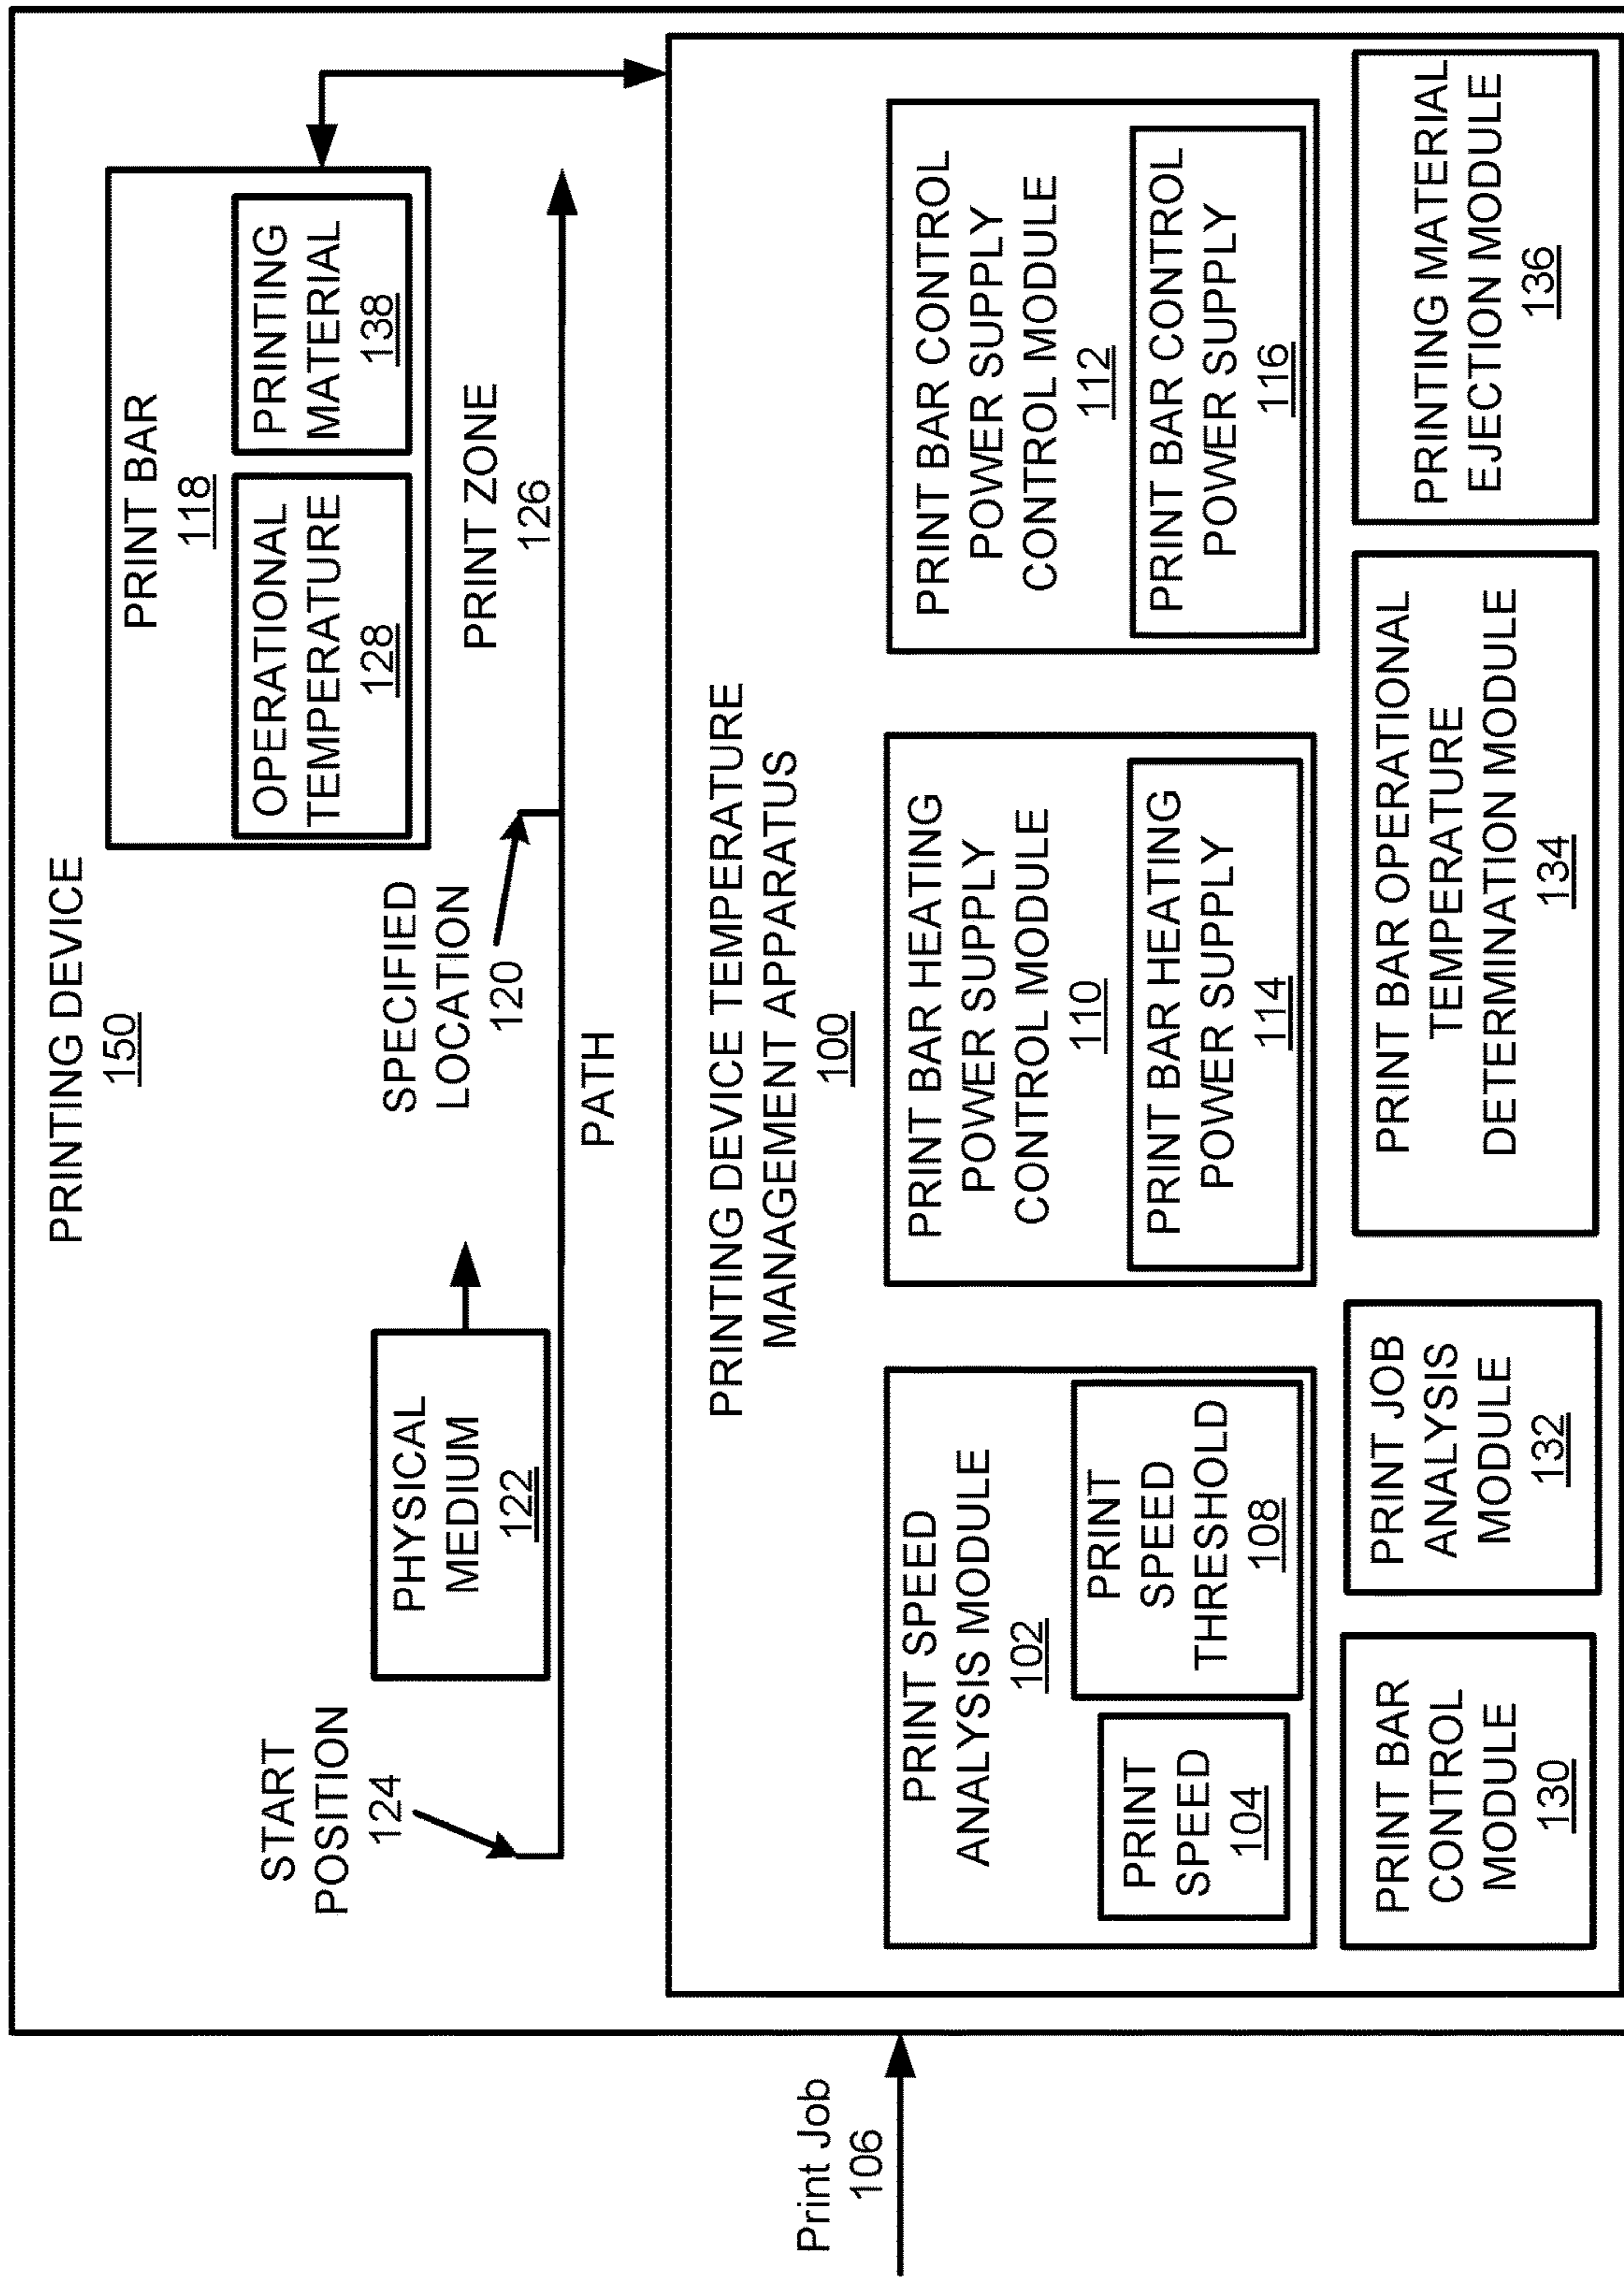 PRINTING DEVICE
150
PRINT BAR
118
OPERATIONAL
TEMPERATURE
128
PRINTING
MATERIAL
138
START
POSITION
124
PHYSICAL
MEDIUM
122
SPECIFIED
LOCATION
120
PRINT ZONE
126
PATH
Print Job
106
PRINTING DEVICE TEMPERATURE
MANAGEMENT APPARATUS
100
PRINT SPEED
ANALYSIS MODULE
102
PRINT
SPEED
104
PRINT
SPEED
THRESHOLD
108
PRINT BAR HEATING
POWER SUPPLY
CONTROL MODULE
110
PRINT BAR HEATING
POWER SUPPLY
114
PRINT BAR CONTROL
POWER SUPPLY
CONTROL MODULE
112
PRINT BAR CONTROL
POWER SUPPLY
116
PRINT BAR
CONTROL
MODULE
130
PRINT JOB
ANALYSIS
MODULE
132
PRINT BAR OPERATIONAL
TEMPERATURE
DETERMINATION MODULE
134
PRINTING MATERIAL
EJECTION MODULE
136